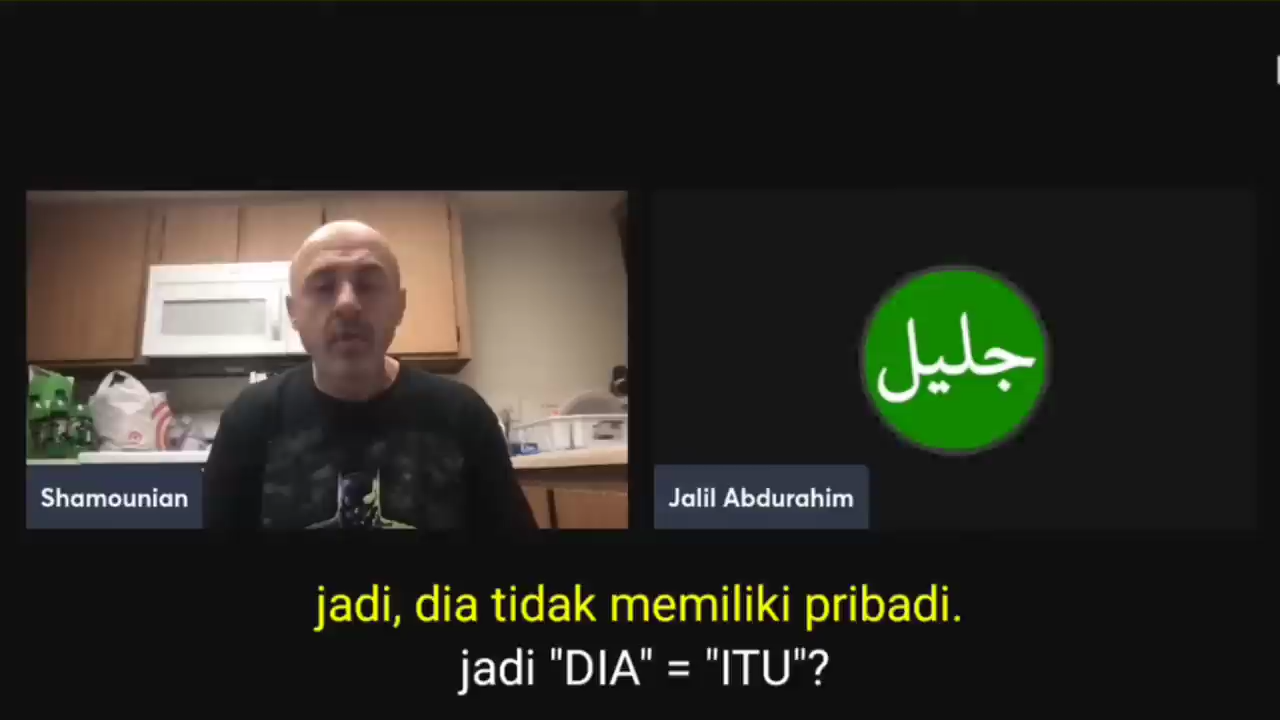 جليل
Shamounian
Jalil Abdurahim
jadi, dia tidak memiliki pribadi.
jadi "DIA" = "ITU"?